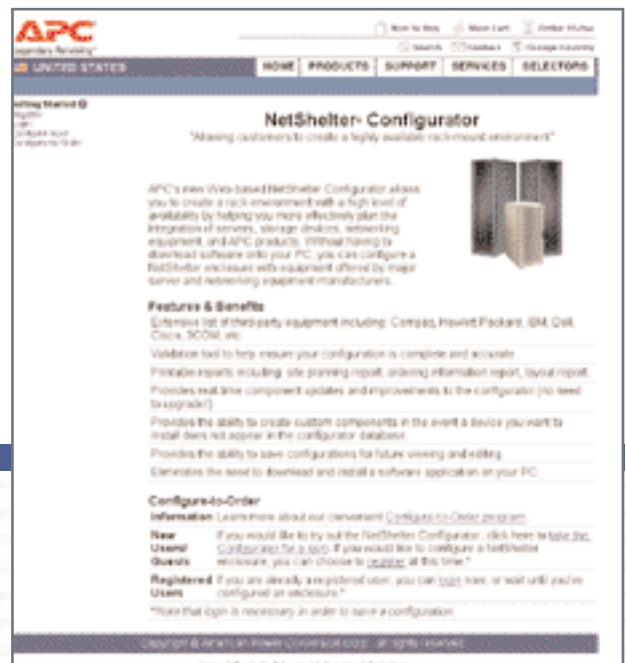 APC
Legendary Reliability
How to Buy Your Cart Order Status
Search Contact Change Country
UNITED STATES
HOME PRODUCTS SUPPORT SERVICES SELECTORS
Getting Started
Register
Login
Configure-to-Order
NetShelter Configurator
"Allowing customers to create a highly available rack-mount environment"
APC's new Web-based NetShelter Configurator allows
you to create a rack environment with a high level of
availability by helping you more effectively plan the
integration of servers, storage devices, networking
equipment, and APC products. Without having to
download software onto your PC, you can configure a
NetShelter enclosure with equipment offered by major
server and networking equipment manufacturers.
Features & Benefits
Extensive list of third-party equipment including: Compaq, Hewlett Packard, IBM, Dell,
Cisco, 3COM, etc.
Validation tool to help ensure your configuration is complete and accurate.
Printable reports including: site planning report, ordering information report, layout report.
Provides real time component updates and improvements to the configurator (no need
to upgrade!).
Provides the ability to create custom components in the event a device you want to
install does not appear in the configurator database.
Provides the ability to save configurations for future viewing and editing.
Eliminates the need to download and install a software application on your PC.
Configure-to-Order
Information Learn more about our convenient Configure-to-Order program.
New Users/ Guests If you would like to try out the NetShelter Configurator, click here to take the
Configurator for a spin. If you would like to configure a NetShelter
enclosure, you can choose to register at this time.*
Registered Users If you are already a registered user, you can login now, or wait until you've
configured an enclosure.*
*Note that login is necessary in order to save a configuration.
Copyright © American Power Conversion Corp. all rights reserved